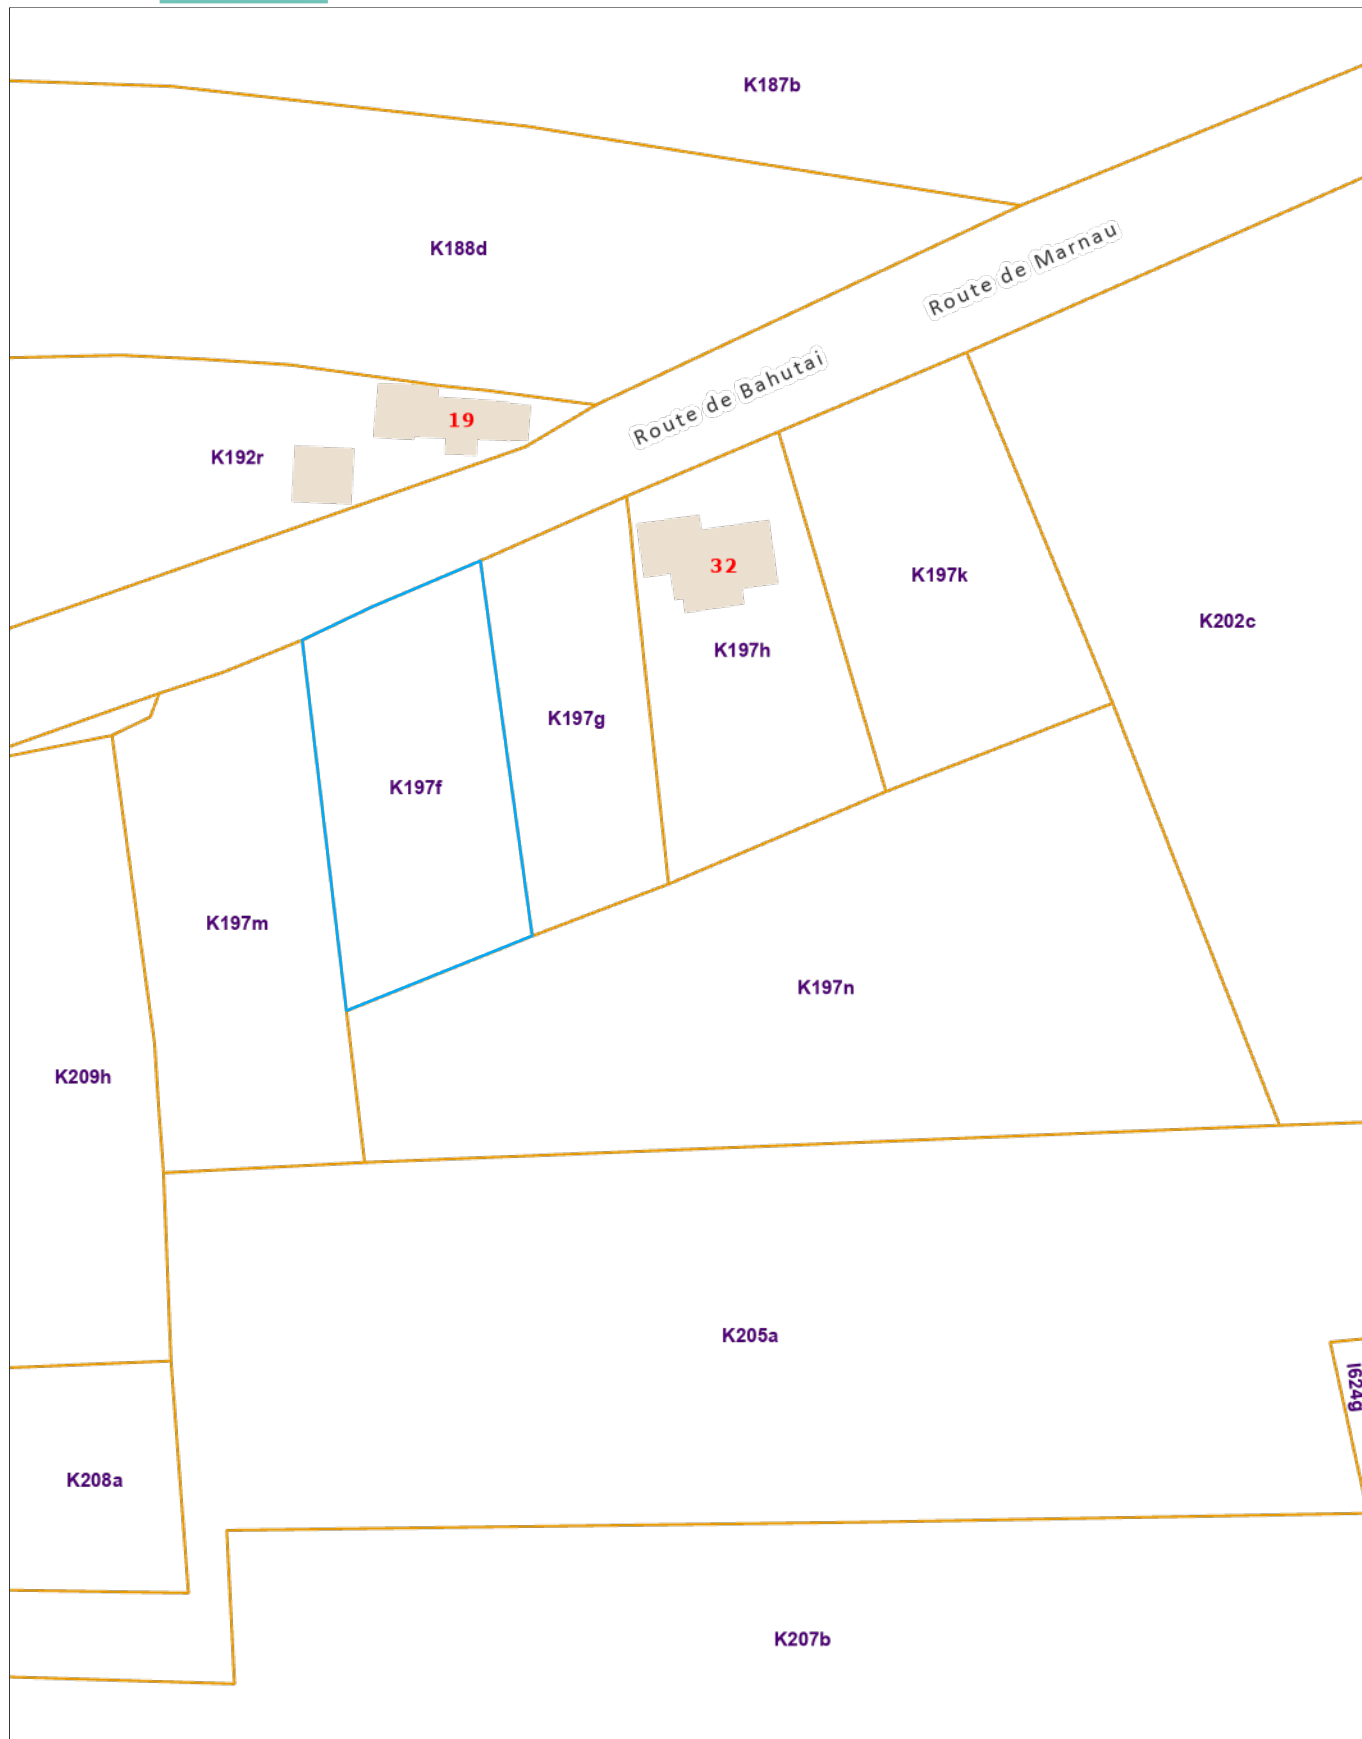 K187b
K188d
Route de Marnau
Route de Bahutai
19
K192r
32
K197k
K202c
K197h
K197g
K197f
K197m
K197n
K209h
K205a
I624g
K208a
K207b